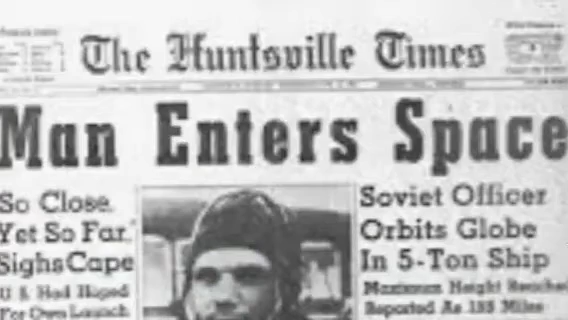 The Huntsville Times
Man Enters Space
So Close,
Yet So Far,'
Sighs Cape
U S. Had Hoped
For Own Launch
Soviet Officer
Orbits Globe
In 5-Ton Ship
Maximum Height Reached
Reported As 188 Miles